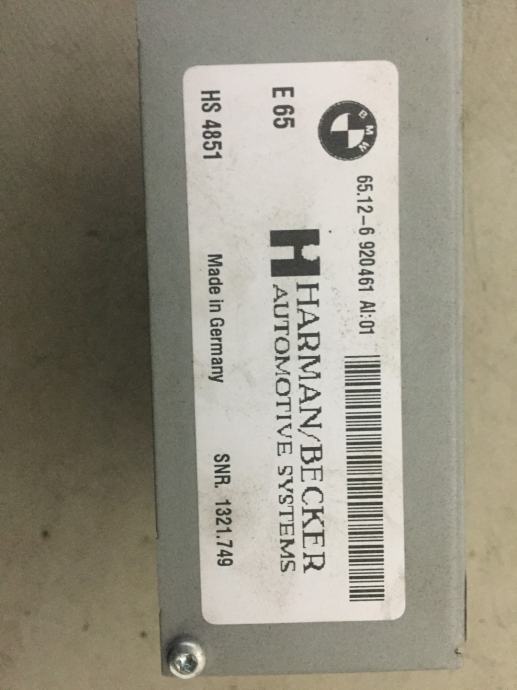 BMW
65.12-6 920461 AI:01
E 65
HARMAN/BECKER
AUTOMOTIVE SYSTEMS
HS 4851
Made in Germany
SNR. 1321.749